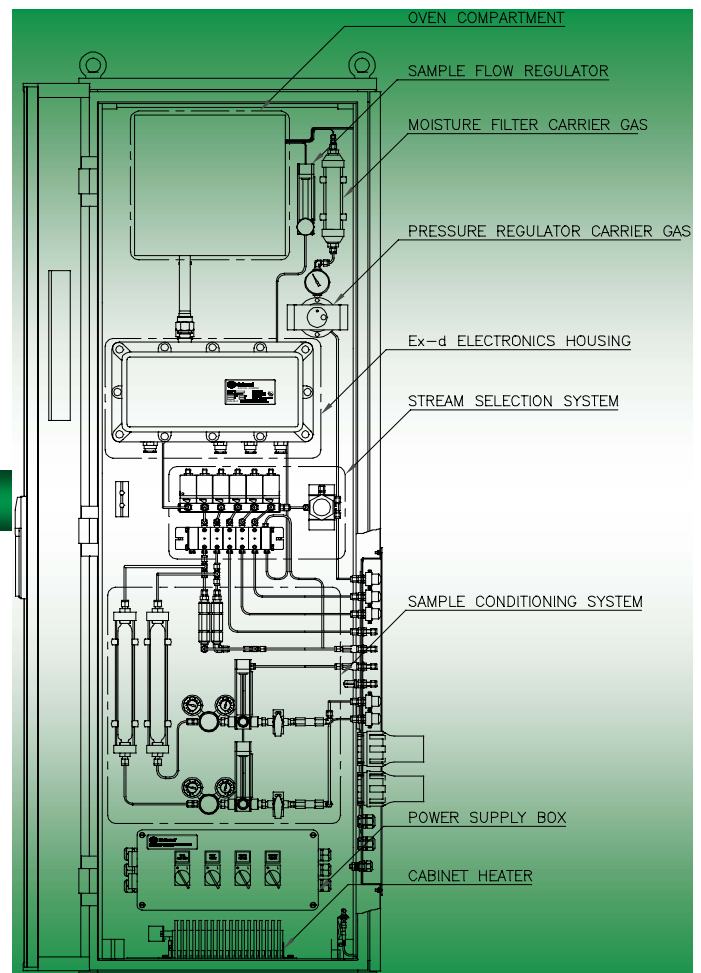 OVEN COMPARTMENT
SAMPLE FLOW REGULATOR
MOISTURE FILTER CARRIER GAS
PRESSURE REGULATOR CARRIER GAS
Ex-d ELECTRONICS HOUSING
STREAM SELECTION SYSTEM
SAMPLE CONDITIONING SYSTEM
POWER SUPPLY BOX
CABINET HEATER